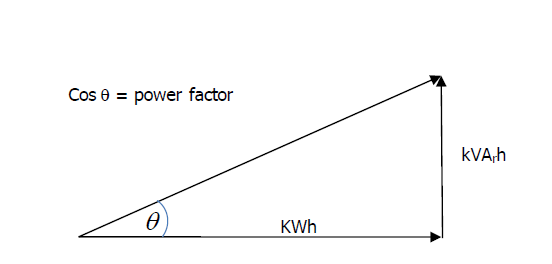 Cos θ = power factor
kVArh
θ
KWh